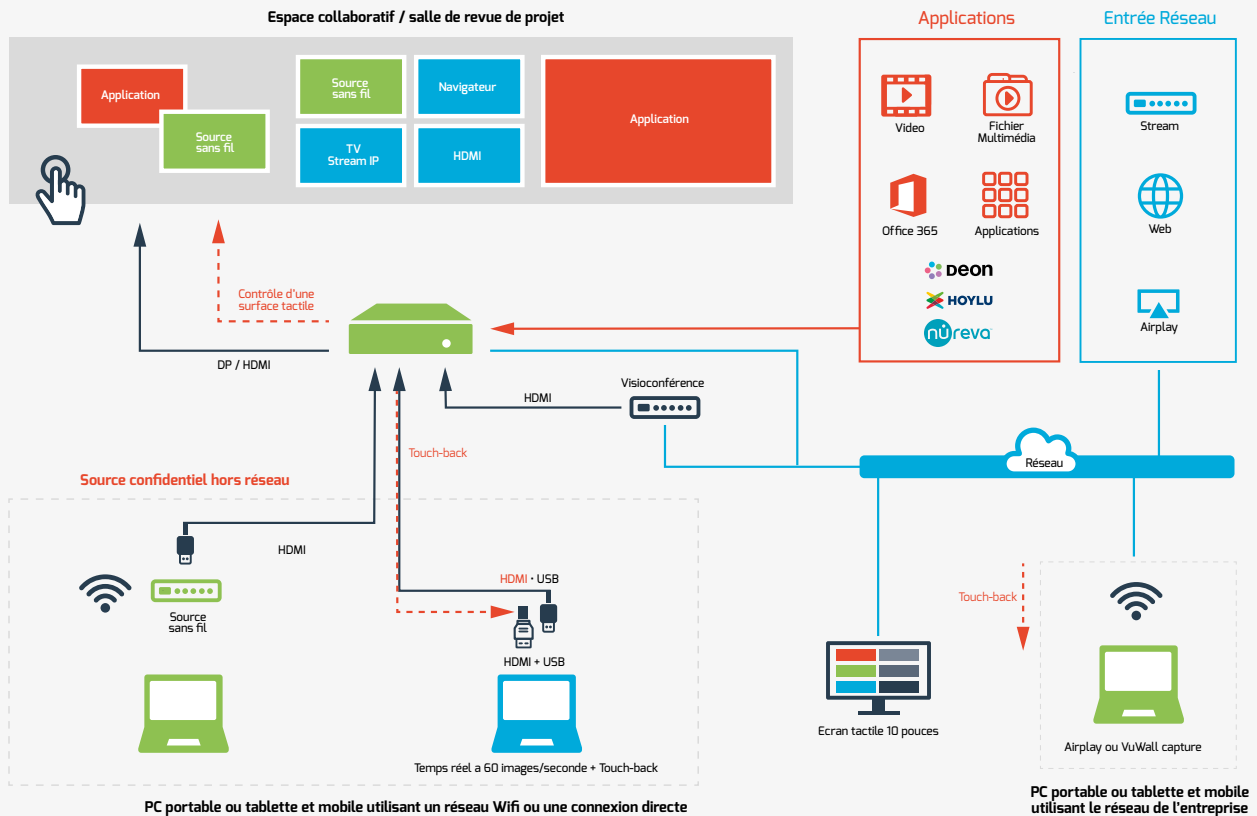 Espace collaboratif / salle de revue de projet
Application
Source
sans fil
Source
sans fil
Navigateur
TV
Stream IP
HDMI
Application
Applications
Video
Fichier
Multimédia
Office 365
Applications
DEON
HOYLU
nureva
Entrée Réseau
Stream
Web
Airplay
Contrôle d'une
surface tactile
DP / HDMI
Visioconférence
HDMI
Touch-back
Réseau
Source confidentiel hors réseau
HDMI
Source
sans fil
HDMI • USB
HDMI + USB
Temps réel a 60 images/seconde + Touch-back
PC portable ou tablette et mobile utilisant un réseau Wifi ou une connexion directe
Ecran tactile 10 pouces
Touch-back
Airplay ou VuWall capture
PC portable ou tablette et mobile
utilisant le réseau de l'entreprise